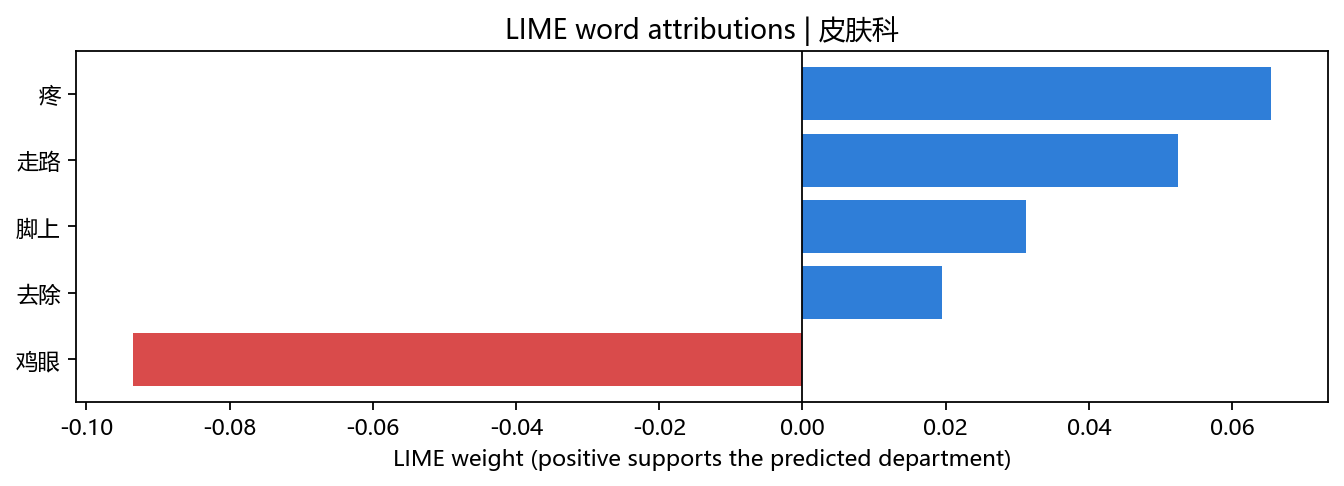 LIME word attributions | 皮肤科
疼
走路
脚上
去除
鸡眼
-0.10 -0.08 -0.06 -0.04 -0.02 0.00 0.02 0.04 0.06
LIME weight (positive supports the predicted department)